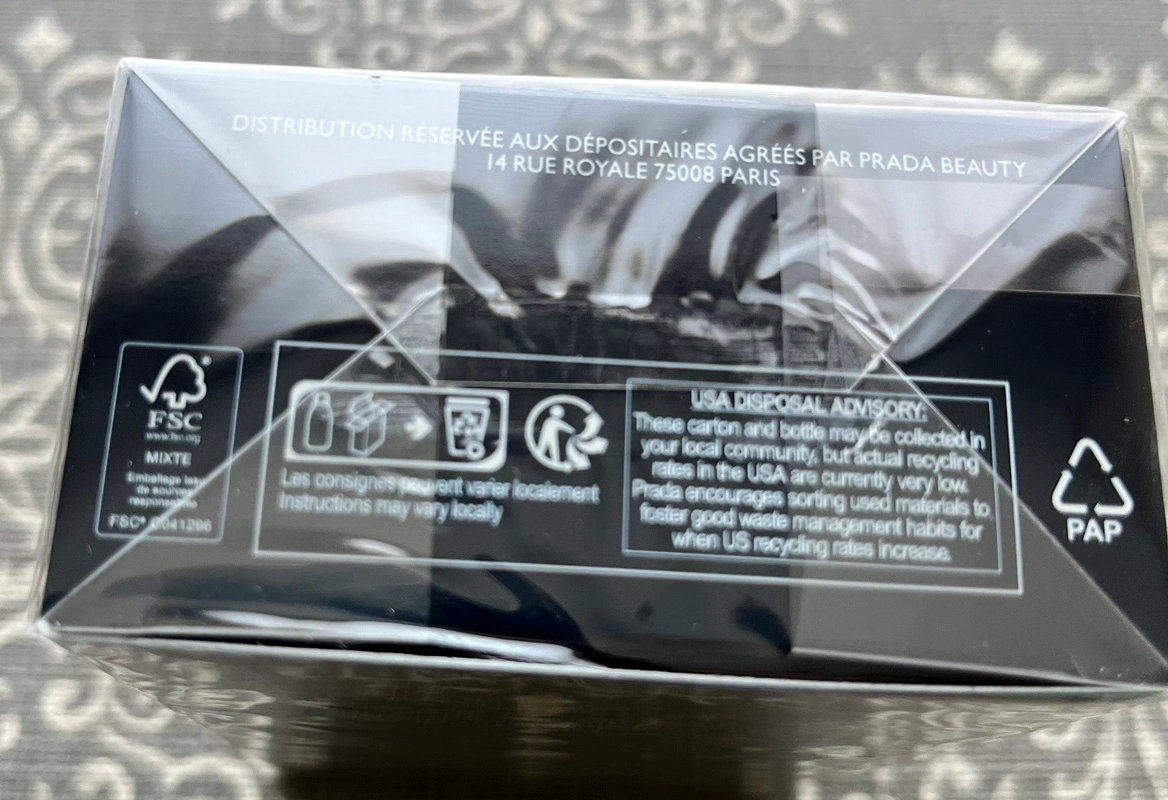 DISTRIBUTION RÉSERVÉE AUX DÉPOSITAIRES AGRÉÉS PAR PRADA BEAUTY
14 RUE ROYALE 75008 PARIS
FSC
www.fsc.org
MIXTE
Emballage
de sources
responsables
FSC®
Les consignes peuvent varier localement
Instructions may vary locally
USA DISPOSAL ADVISORY:
These carton and bottle may be collected in
your local community, but actual recycling
rates in the USA are currently very low.
Prada encourages sorting used materials to
foster good waste management habits for
when US recycling rates increase.
PAP